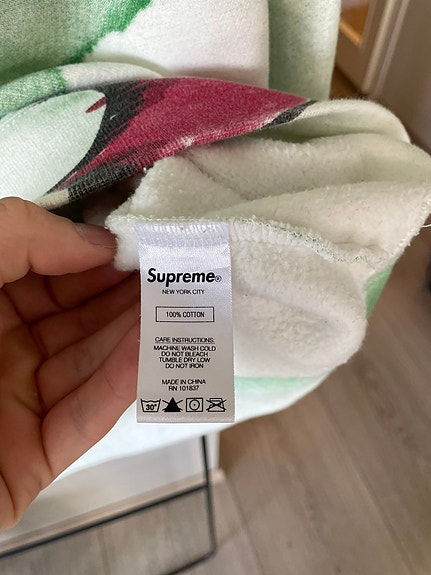 Supreme®
NEW YORK CITY
100% COTTON
CARE INSTRUCTIONS:
MACHINE WASH COLD
DO NOT BLEACH
TUMBLE DRY LOW
DO NOT IRON
MADE IN CHINA
RN 101837
30°